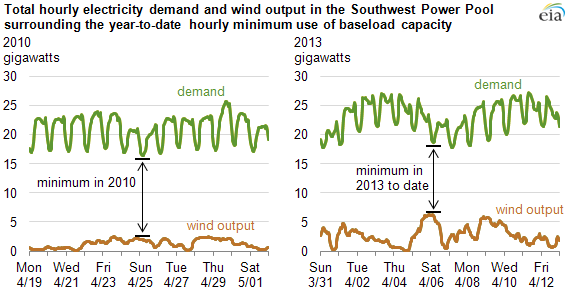 Total hourly electricity demand and wind output in the Southwest Power Pool
surrounding the year-to-date hourly minimum use of baseload capacity
eia
2010
gigawatts
30
25
20
15
10
5
0
demand
minimum in 2010
wind output
Mon Wed Fri Sun Tue Thu Sat
4/19 4/21 4/23 4/25 4/27 4/29 5/01
2013
gigawatts
30
25
20
15
10
5
0
demand
minimum in
2013 to date
wind output
Sun Tue Thu Sat Mon Wed Fri
3/31 4/02 4/04 4/06 4/08 4/10 4/12